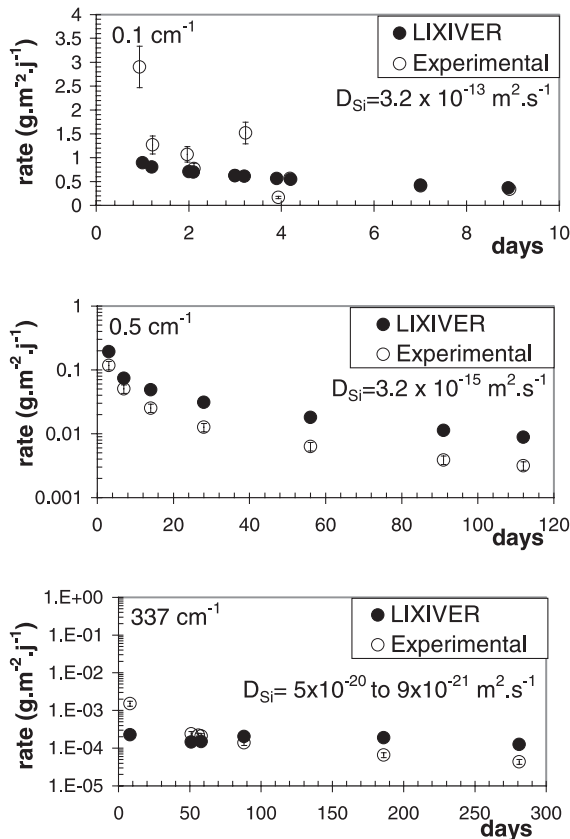 0.1 cm⁻¹
LIXIVER
Experimental
D_Si=3.2 x 10⁻¹³ m².s⁻¹
rate (g.m⁻².j⁻¹)
4
3.5
3
2.5
2
1.5
1
0.5
0
0 2 4 6 8 10
days
0.5 cm⁻¹
LIXIVER
Experimental
D_Si=3.2 x 10⁻¹⁵ m².s⁻¹
rate (g.m⁻².j⁻¹)
1
0.1
0.01
0.001
0 20 40 60 80 100 120
days
337 cm⁻¹
LIXIVER
Experimental
D_Si= 5x10⁻²⁰ to 9x10⁻²¹ m².s⁻¹
rate (g.m⁻².j⁻¹)
1.E+00
1.E-01
1.E-02
1.E-03
1.E-04
1.E-05
0 50 100 150 200 250 300
days